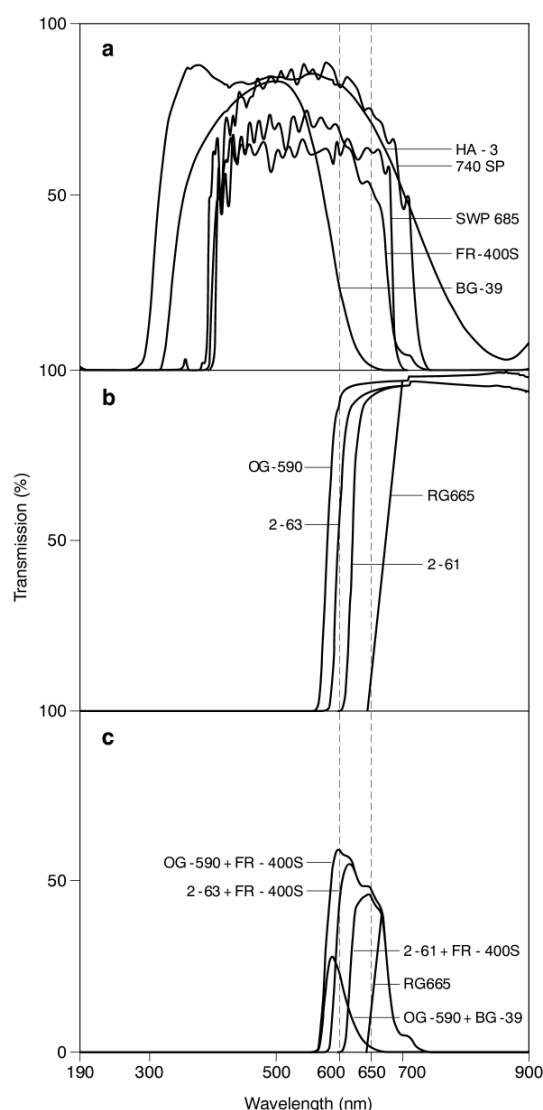 100
a
HA - 3
740 SP
50
SWP 685
FR-400S
BG-39
100
b
OG-590
RG665
2-63
50
2-61
Transmission (%)
100
c
OG-590 + FR - 400S
50
2-63 + FR - 400S
2-61 + FR - 400S
RG665
OG-590 + BG-39
0
190 300 500 600 650 700 900
Wavelength (nm)